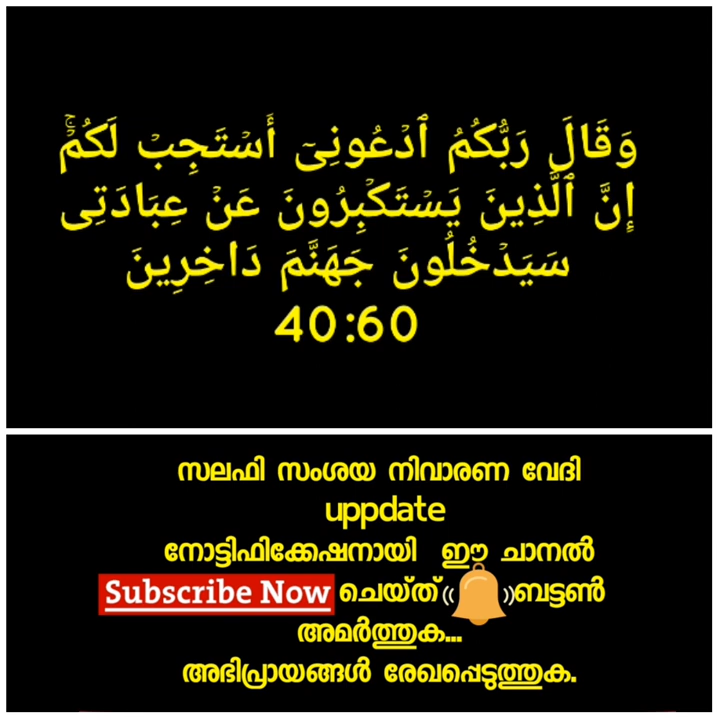 وَقَالَ رَبُّكُمُ ٱدۡعُونِىٓ أَسۡتَجِبۡ لَكُمۡۚ
إِنَّ ٱلَّذِينَ يَسۡتَكۡبِرُونَ عَنۡ عِبَادَتِى
سَيَدۡخُلُونَ جَهَنَّمَ دَاخِرِينَ
40:60
സലഫി സംശയ നിവാരണ വേദി
uppdate
നോട്ടിഫിക്കേഷനായി ഈ ചാനൽ
Subscribe Now ചെയ്ത് ബട്ടൺ
അമർത്തുക...
അഭിപ്രായങ്ങൾ രേഖപ്പെടുത്തുക.